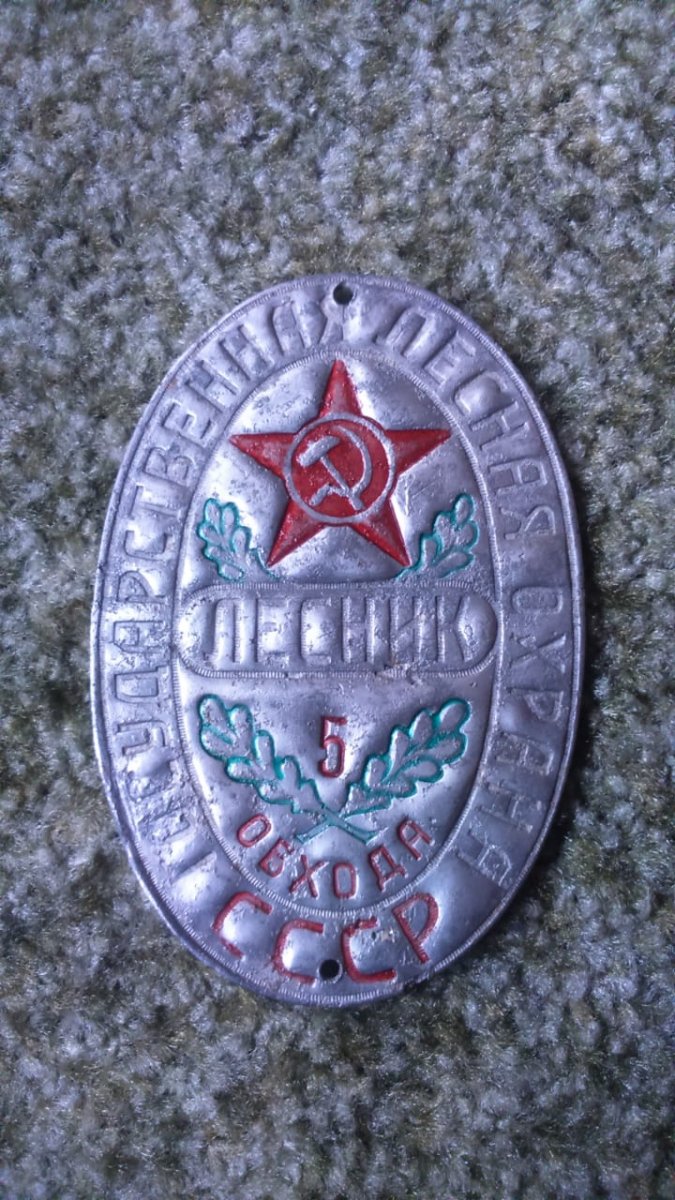 ГОСУДАРСТВЕННАЯ ЛЕСНАЯ ОХРАНА
ЛЕСНИК
5
ОБХОДА
СССР